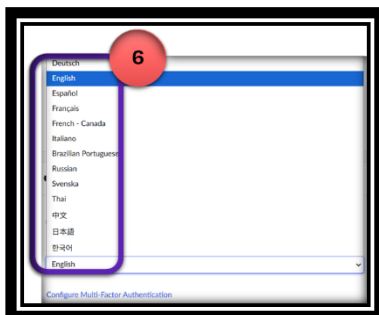 6
Deutsch
English
Español
Français
French - Canada
Italiano
Brazilian Portuguese
Russian
Svenska
Thai
中文
日本語
한국어
English
Configure Multi-Factor Authentication